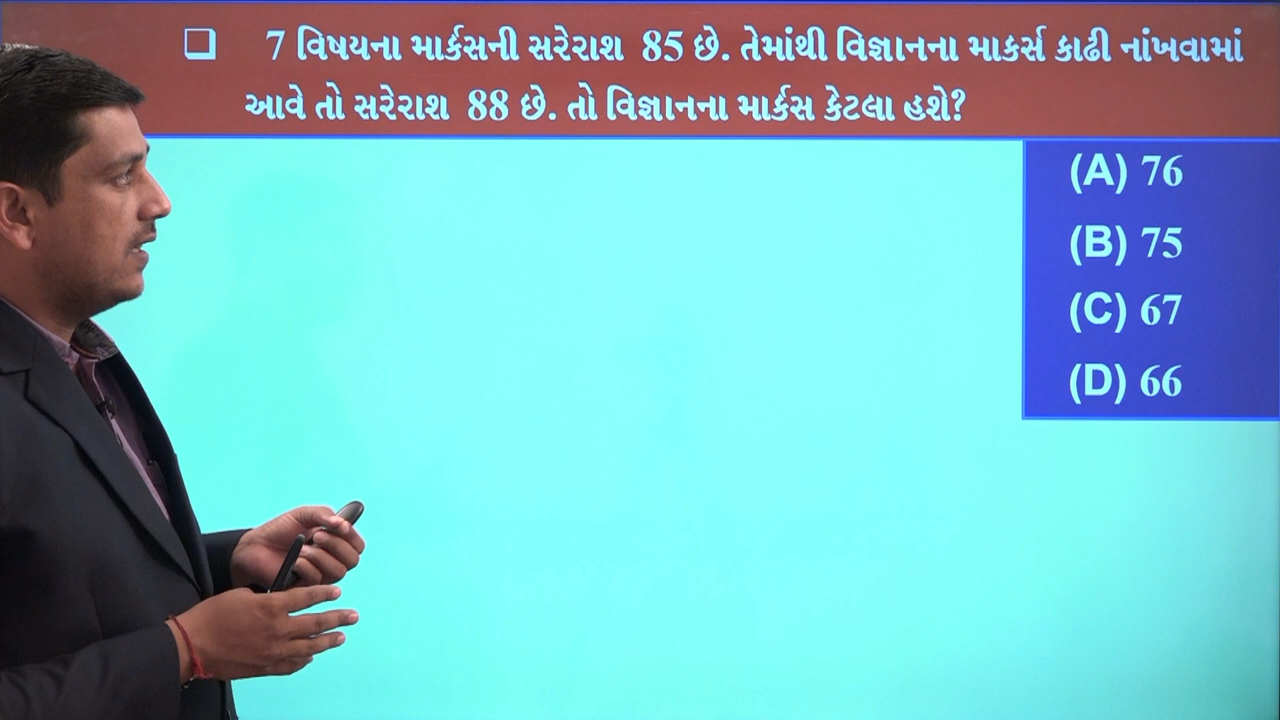 ❑ 7 વિષયના માર્કસની સરેરાશ 85 છે. તેમાંથી વિજ્ઞાનના માકર્સ કાઢી નાંખવામાં
આવે તો સરેરાશ 88 છે. તો વિજ્ઞાનના માર્કસ કેટલા હશે?
(A) 76
(B) 75
(C) 67
(D) 66